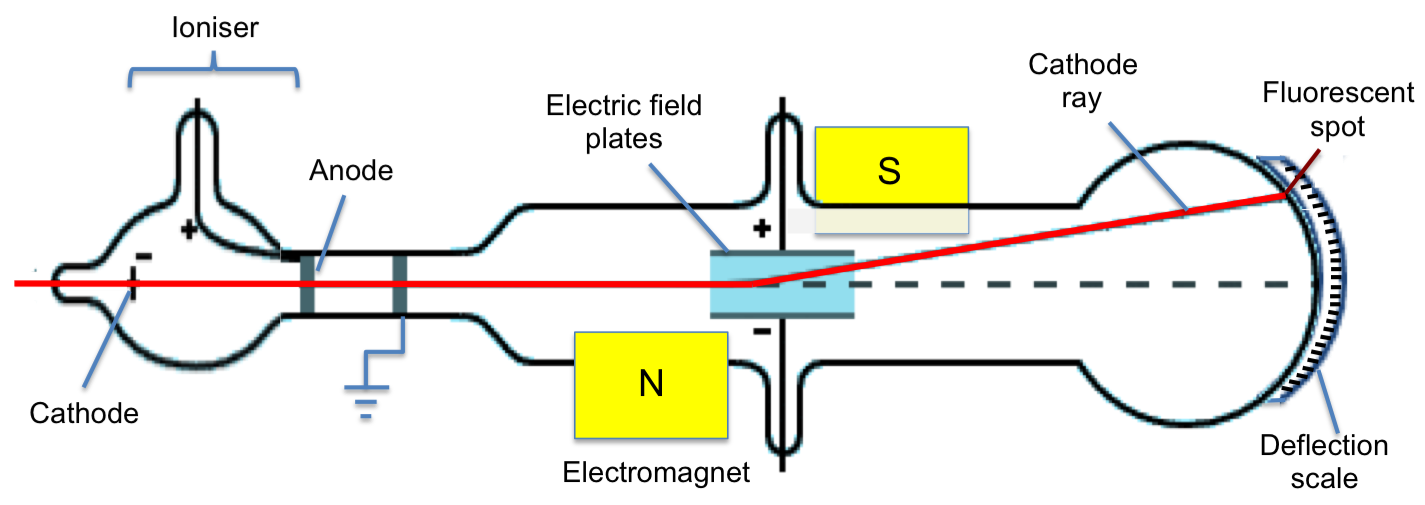 Ioniser
Cathode
ray
Fluorescent
spot
Electric field
plates
Anode
S
+
-
+
-
N
Cathode
Electromagnet
Deflection
scale